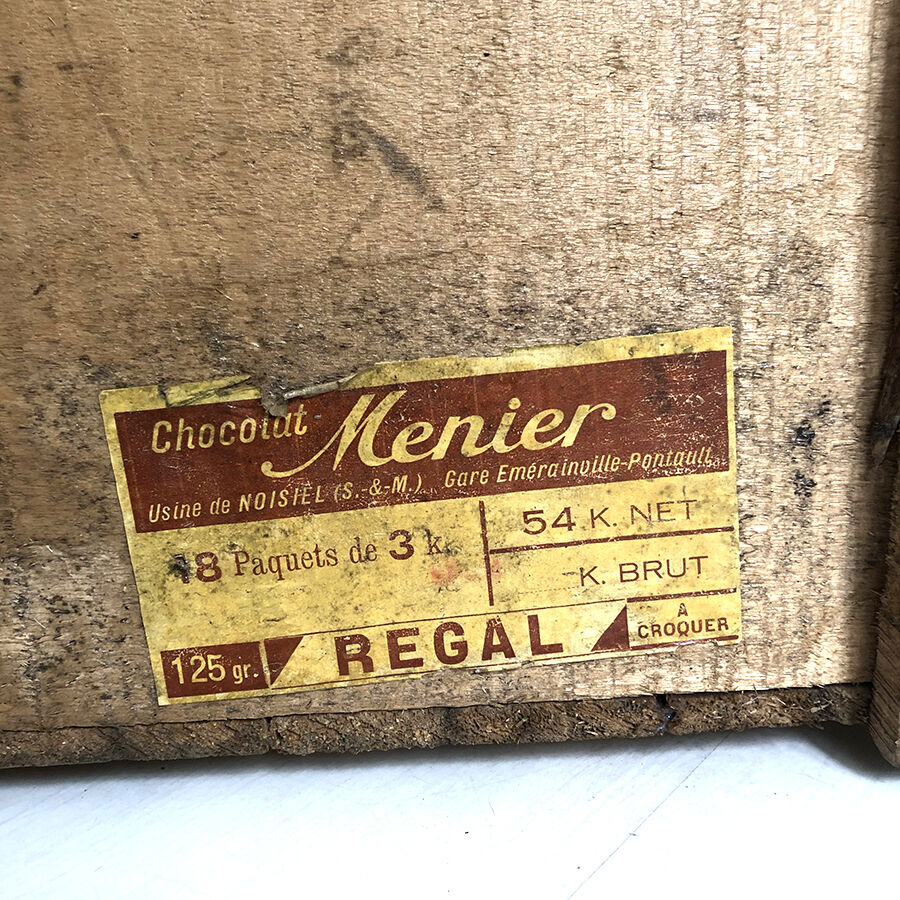 Chocolat Menier
Usine de NOISIEL (S.-&-M.) Gare Emérainville-Pontault
18 Paquets de 3 k.
54 K. NET
K. BRUT
125 gr.
REGAL
À CROQUER